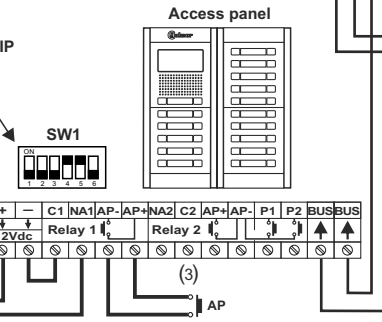 Access panel
IP
SW1
ON
1 2 3 4 5 6
+ — C1 NA1 AP- AP+ NA2 C2 AP+ AP- P1 P2 BUS BUS
2Vdc Relay 1 Relay 2
(3)
AP